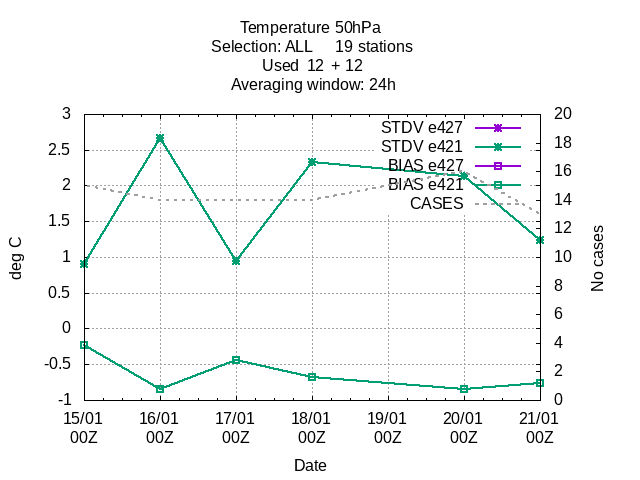 Temperature 50hPa
Selection: ALL 19 stations
Used 12 + 12
Averaging window: 24h
3
2.5
2
1.5
1
0.5
0
-0.5
-1
deg C
20
18
16
14
12
10
8
6
4
2
0
No cases
STDV e427
STDV e421
BIAS e427
BIAS e421
CASES
15/01 16/01 17/01 18/01 19/01 20/01 21/01
00Z 00Z 00Z 00Z 00Z 00Z 00Z
Date